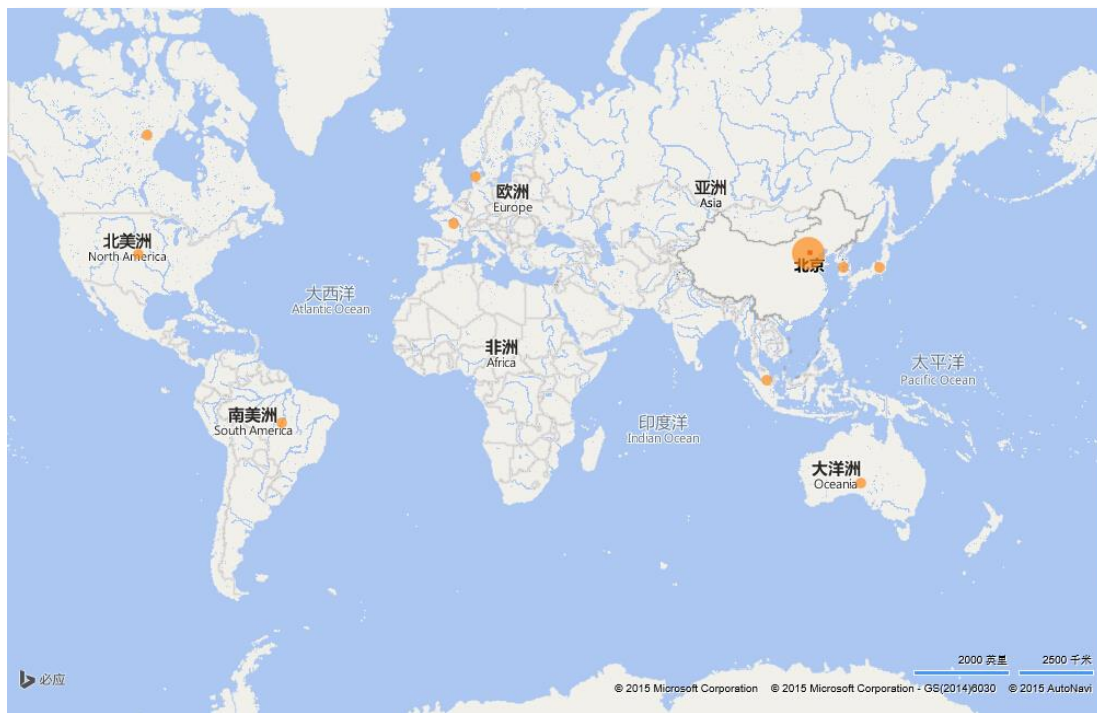 欧洲
Europe
亚洲
Asia
北美洲
North America
北京
大西洋
Atlantic Ocean
非洲
Africa
太平洋
Pacific Ocean
南美洲
South America
印度洋
Indian Ocean
大洋洲
Oceania
必应
2000 英里 2500 千米
© 2015 Microsoft Corporation © 2015 Microsoft Corporation - GS(2014)6030 © 2015 AutoNavi